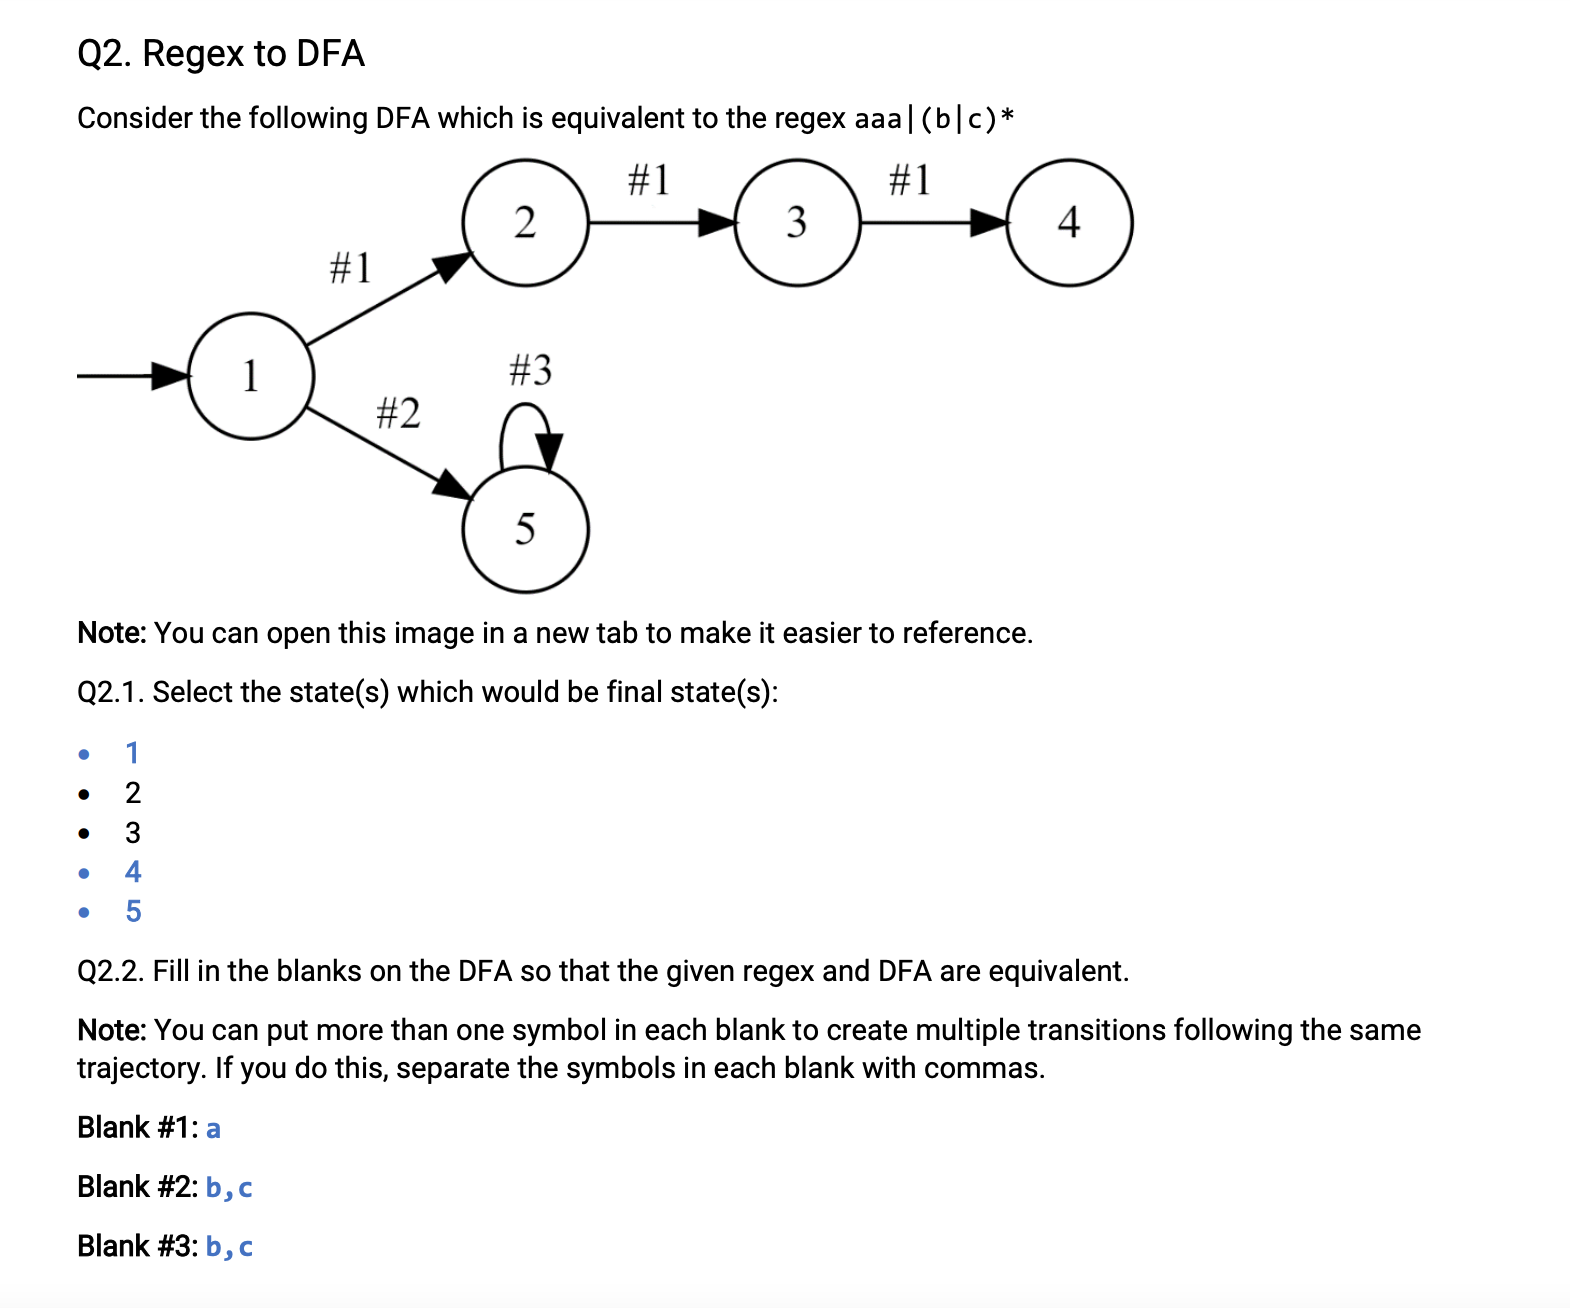 Q2. Regex to DFA
Consider the following DFA which is equivalent to the regex aaa|(b|c)*
#1
#1
2
3
4
#1
1
#3
#2
5
Note: You can open this image in a new tab to make it easier to reference.
Q2.1. Select the state(s) which would be final state(s):
• 1
• 2
• 3
• 4
• 5
Q2.2. Fill in the blanks on the DFA so that the given regex and DFA are equivalent.
Note: You can put more than one symbol in each blank to create multiple transitions following the same
trajectory. If you do this, separate the symbols in each blank with commas.
Blank #1: a
Blank #2: b,c
Blank #3: b,c